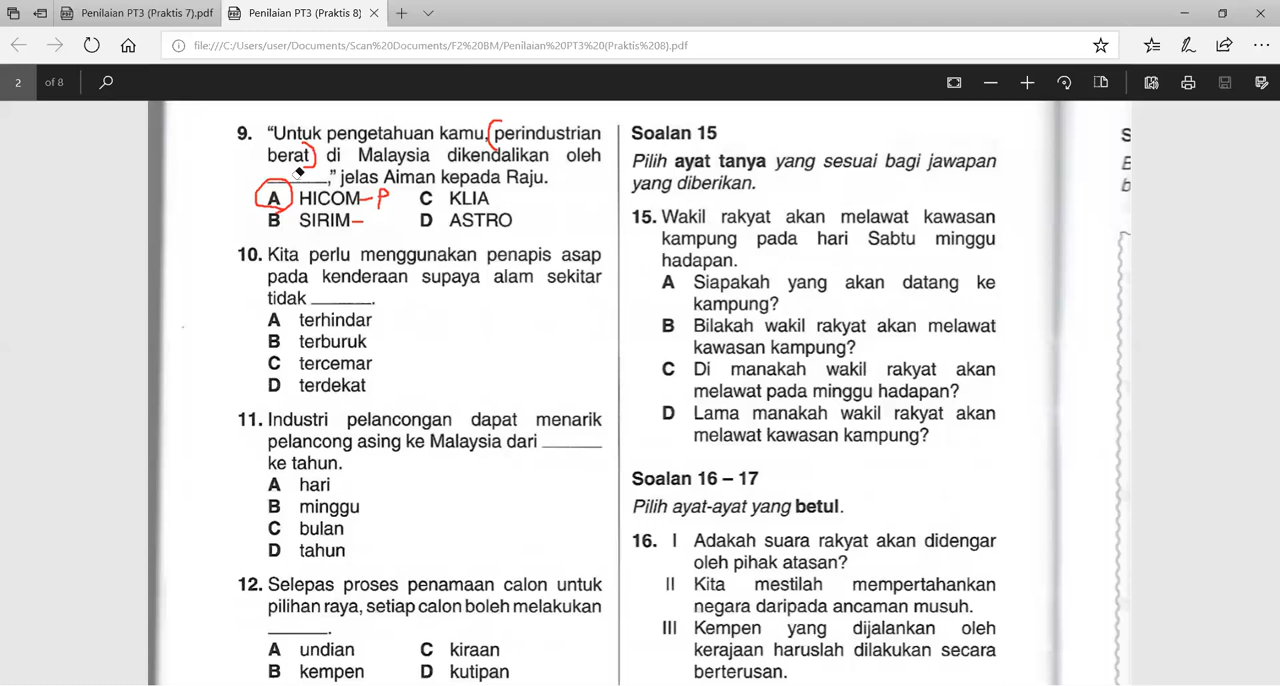 Penilaian PT3 (Praktis 7).pdf
Penilaian PT3 (Praktis 8)
file:///C:/Users/user/Documents/Scan%20Documents/F2%20BM/Penilaian%20PT3%20(Praktis%208).pdf
2 of 8
9. “Untuk pengetahuan kamu, perindustrian
berat di Malaysia dikendalikan oleh
______,” jelas Aiman kepada Raju.
A HICOM – P C KLIA
B SIRIM – D ASTRO
10. Kita perlu menggunakan penapis asap
pada kenderaan supaya alam sekitar
tidak ______.
A terhindar
B terburuk
C tercemar
D terdekat
11. Industri pelancongan dapat menarik
pelancong asing ke Malaysia dari ______
ke tahun.
A hari
B minggu
C bulan
D tahun
12. Selepas proses penamaan calon untuk
pilihan raya, setiap calon boleh melakukan
______.
A undian C kiraan
B kempen D kutipan
Soalan 15
Pilih ayat tanya yang sesuai bagi jawapan
yang diberikan.
15. Wakil rakyat akan melawat kawasan
kampung pada hari Sabtu minggu
hadapan.
A Siapakah yang akan datang ke
kampung?
B Bilakah wakil rakyat akan melawat
kawasan kampung?
C Di manakah wakil rakyat akan
melawat pada minggu hadapan?
D Lama manakah wakil rakyat akan
melawat kawasan kampung?
Soalan 16 – 17
Pilih ayat-ayat yang betul.
16. I Adakah suara rakyat akan didengar
oleh pihak atasan?
II Kita mestilah mempertahankan
negara daripada ancaman musuh.
III Kempen yang dijalankan oleh
kerajaan haruslah dilakukan secara
berterusan.